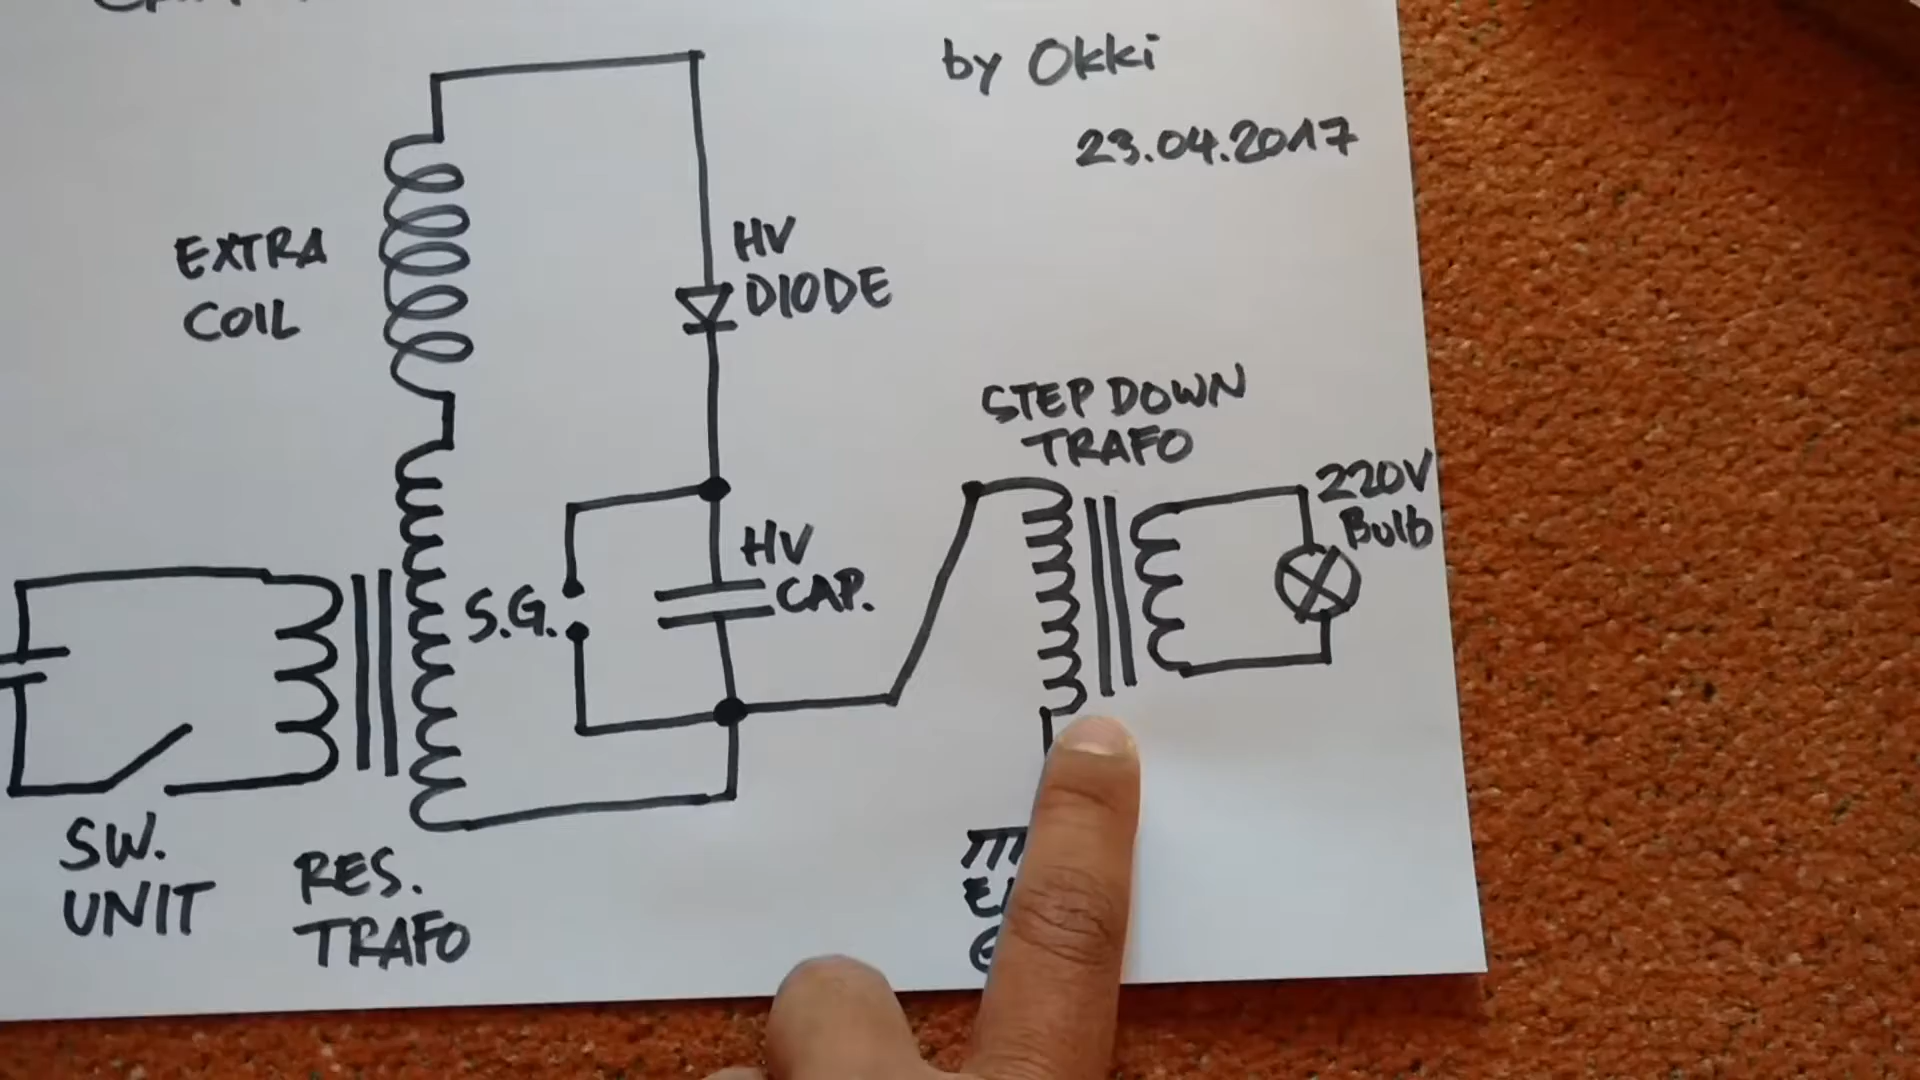 by Okki
23.04.2017
EXTRA
COIL
HV
DIODE
STEP DOWN
TRAFO
220V
Bulb
HV
CAP.
S.G.
SW.
UNIT
RES.
TRAFO